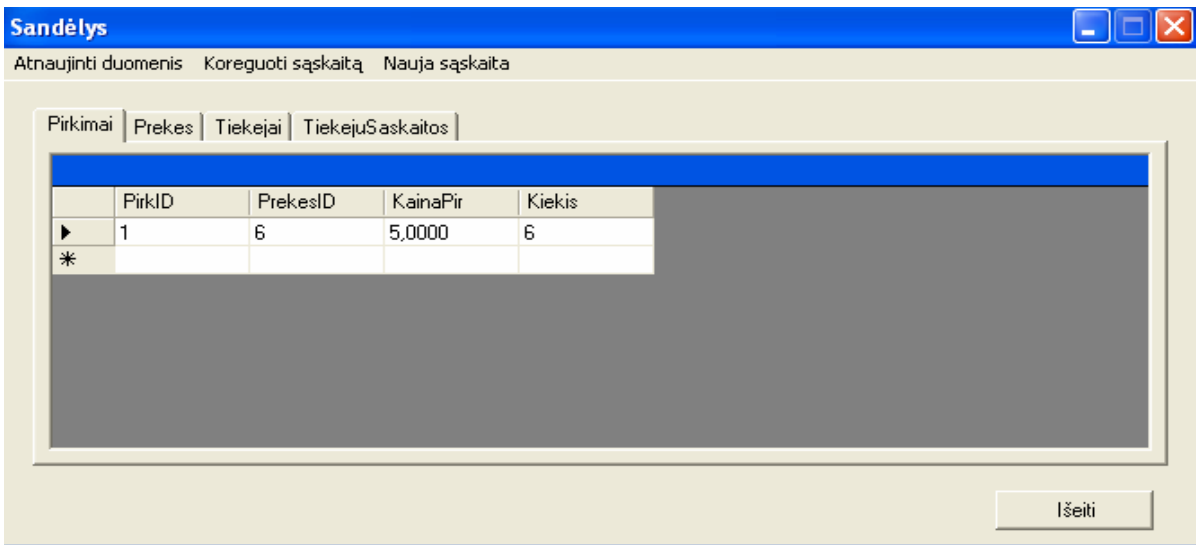 Sandėlys
Atnaujinti duomenis Koreguoti sąskaitą Nauja sąskaita
Pirkimai Prekes Tiekejai TiekejuSaskaitos
PirkID PrekesID KainaPir Kiekis
1 6 5,0000 6
Išeiti